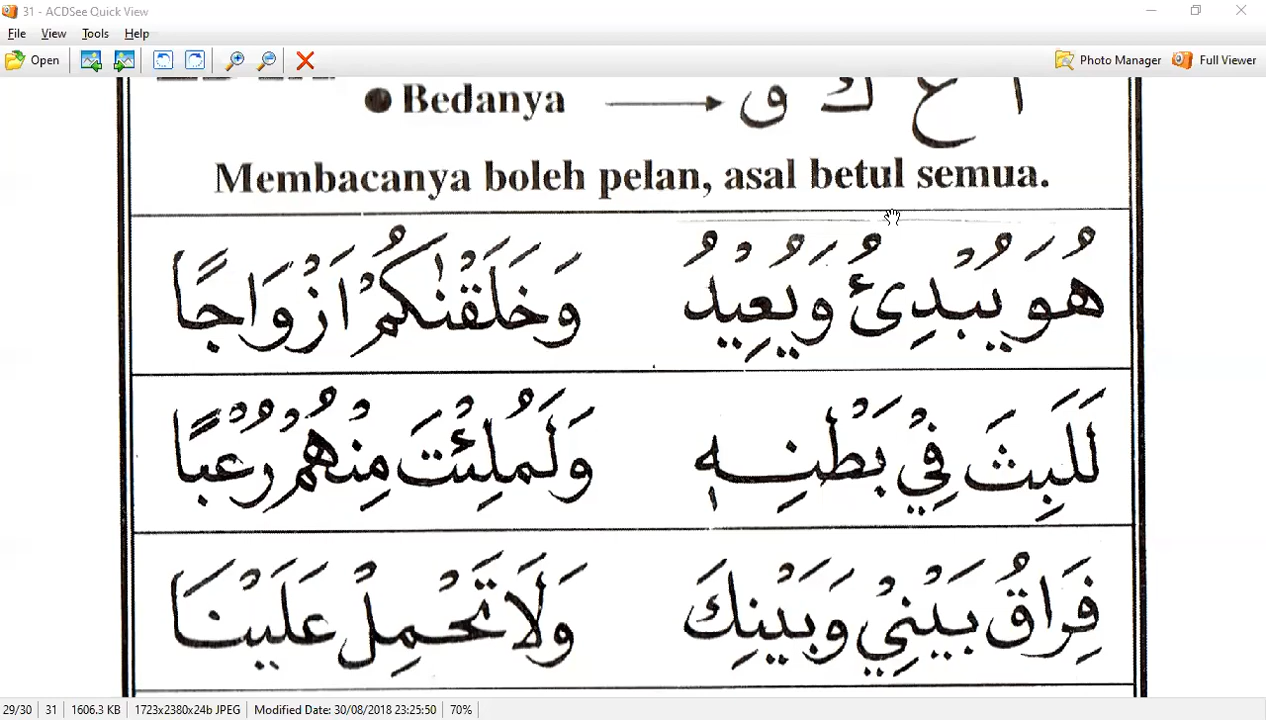 31 - ACDSee Quick View
File View Tools Help
Open Photo Manager Full Viewer
● Bedanya → ا ع ك ق
Membacanya boleh pelan, asal betul semua.
هُوَ يُبْدِئُ وَيُعِيْدُ وَخَلَقْنٰكُمْ اَزْوَاجًا
لَلَبِثَ فِيْ بَطْنِهٖ وَلَمُلِئْتَ مِنْهُمْ رُعْبًا
فِرَاقُ بَيْنِيْ وَبَيْنِكَ وَلَا تَحْمِلْ عَلَيْنَا
29/30 31 1606.3 KB 1723x2380x24b JPEG Modified Date: 30/08/2018 23:25:50 70%